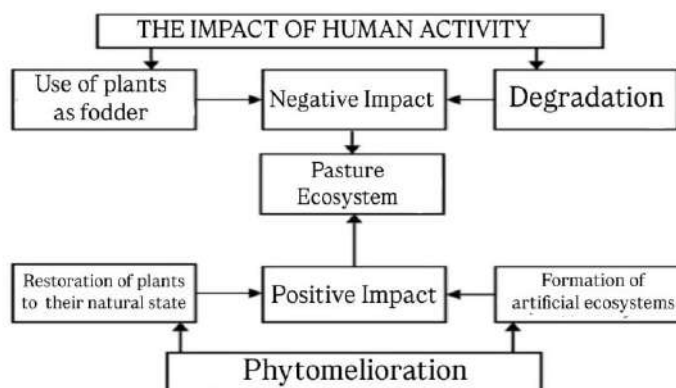 THE IMPACT OF HUMAN ACTIVITY
Use of plants
as fodder
Negative Impact
Degradation
Pasture
Ecosystem
Restoration of plants
to their natural state
Positive Impact
Formation of
artificial ecosystems
Phytomelioration